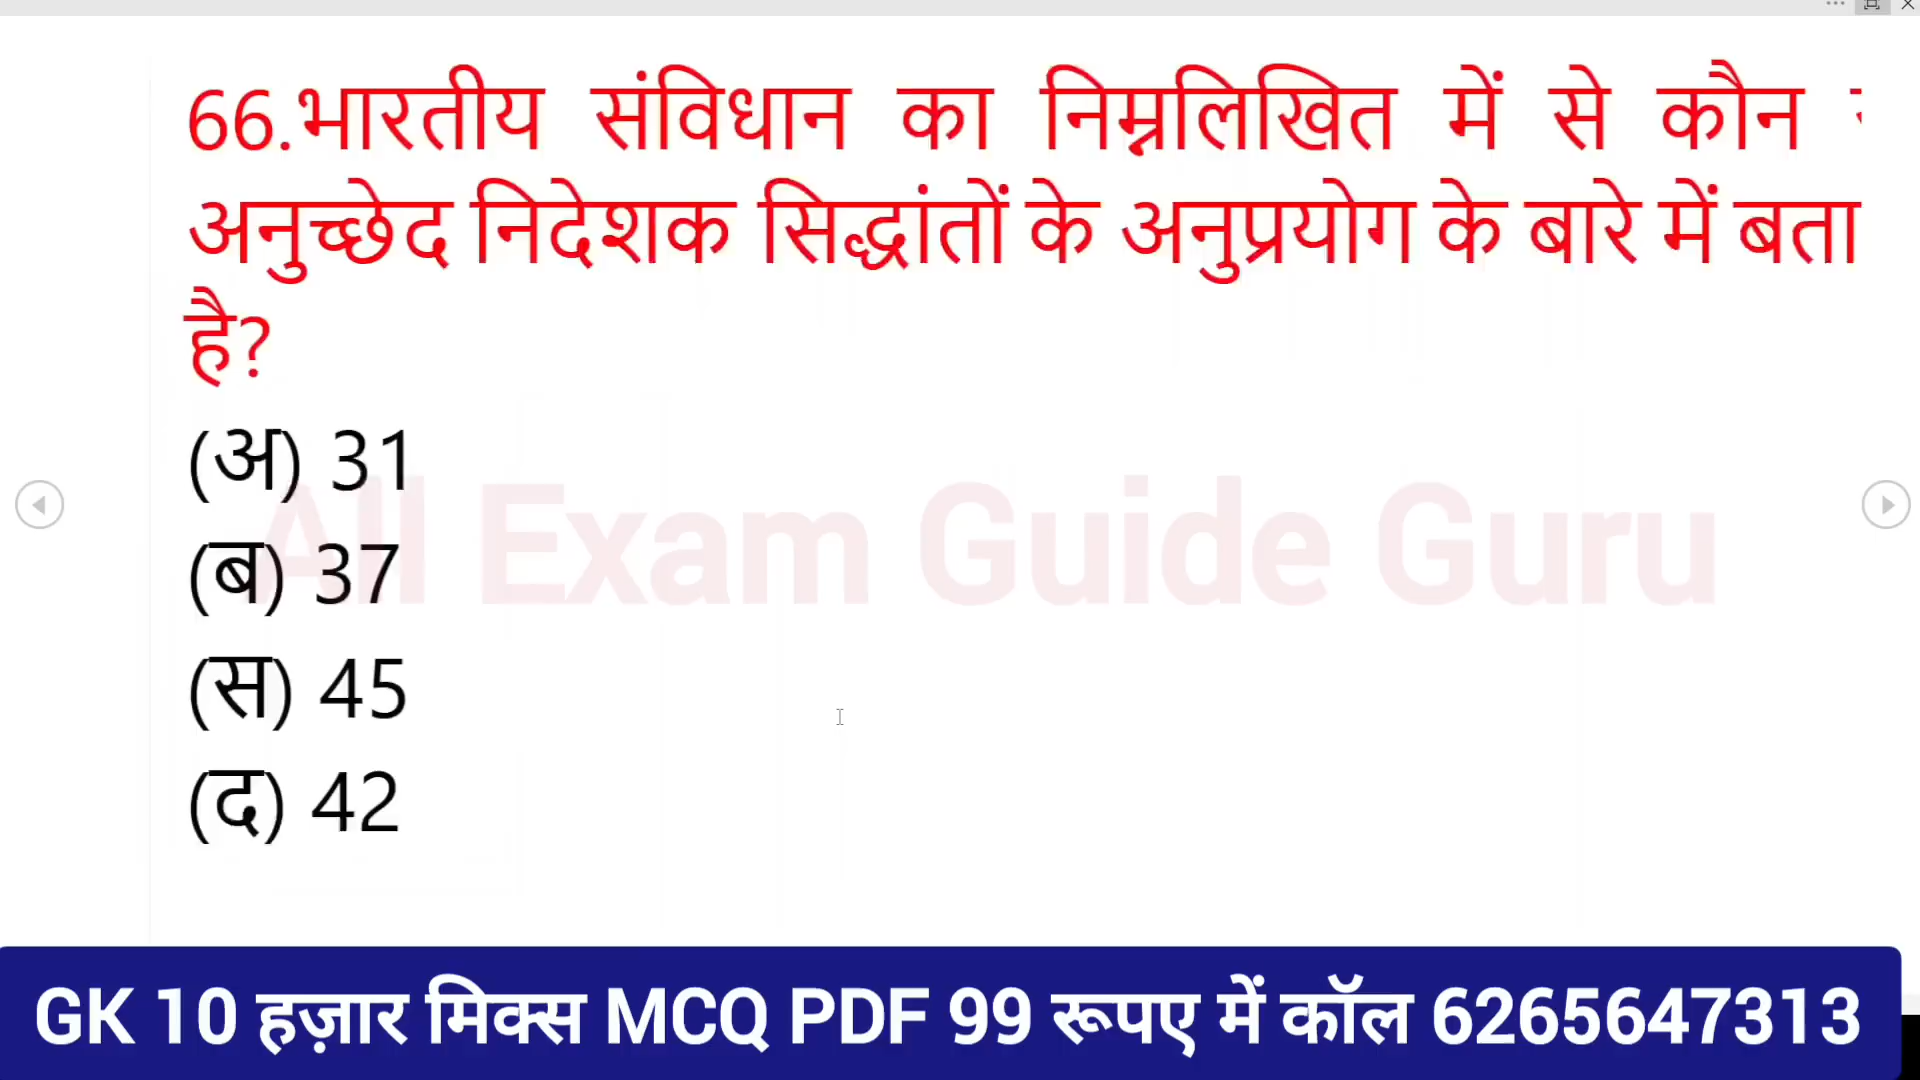 66.भारतीय संविधान का निम्नलिखित में से कौन
अनुच्छेद निदेशक सिद्धांतों के अनुप्रयोग के बारे में बता
है?
(अ) 31
(ब) 37
(स) 45
(द) 42
All Exam Guide Guru
GK 10 हज़ार मिक्स MCQ PDF 99 रूपए में कॉल 6265647313